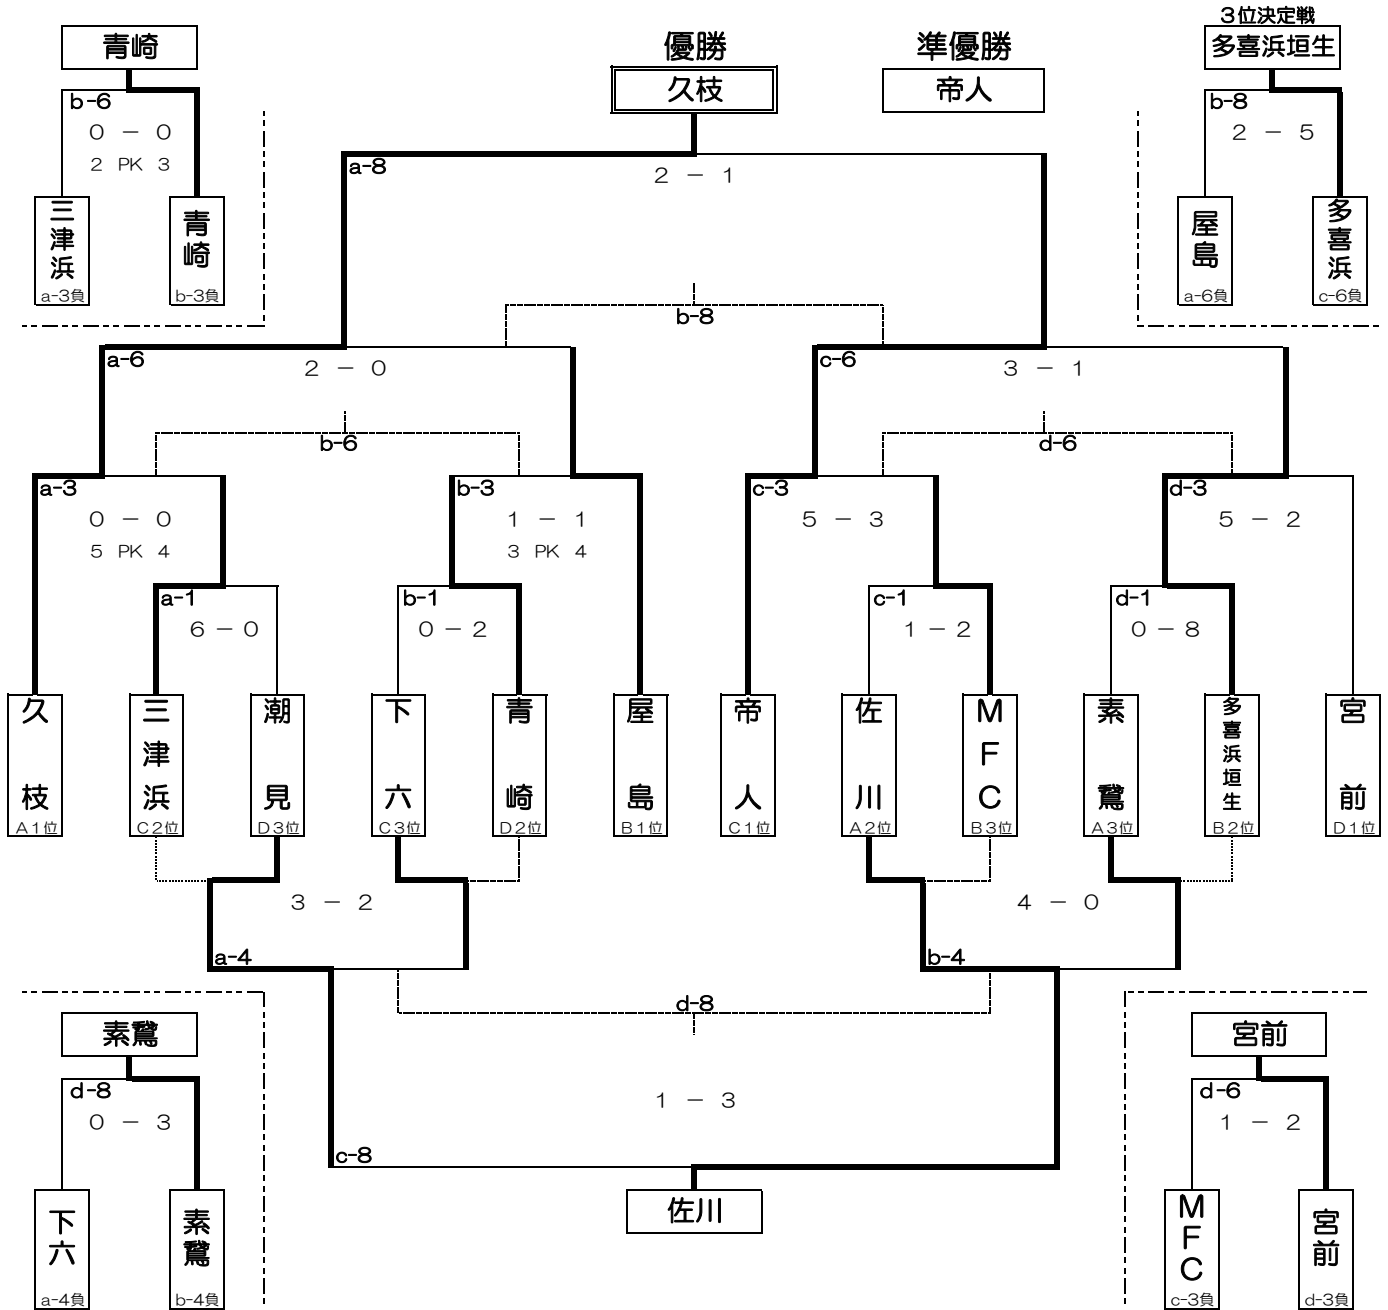 青崎
b-6
0 － 0
2 PK 3
三津浜
a-3負
青崎
b-3負
優勝
久枝
準優勝
帝人
3位決定戦
多喜浜垣生
b-8
2 － 5
屋島
a-6負
多喜浜
c-6負
a-8
2 － 1
b-8
a-6
2 － 0
c-6
3 － 1
b-6
d-6
a-3
0 － 0
5 PK 4
b-3
1 － 1
3 PK 4
c-3
5 － 3
d-3
5 － 2
a-1
6－0
b-1
0－2
c-1
1－2
d-1
0－8
久枝
A1位
三津浜
C2位
潮見
D3位
下六
C3位
青崎
D2位
屋島
B1位
帝人
C1位
佐川
A2位
MFC
B3位
素鵞
A3位
多喜浜垣生
B2位
宮前
D1位
3 － 2
a-4
4 － 0
b-4
d-8
1 － 3
c-8
佐川
素鵞
d-8
0 － 3
下六
a-4負
素鵞
b-4負
宮前
d-6
1 － 2
MFC
c-3負
宮前
d-3負